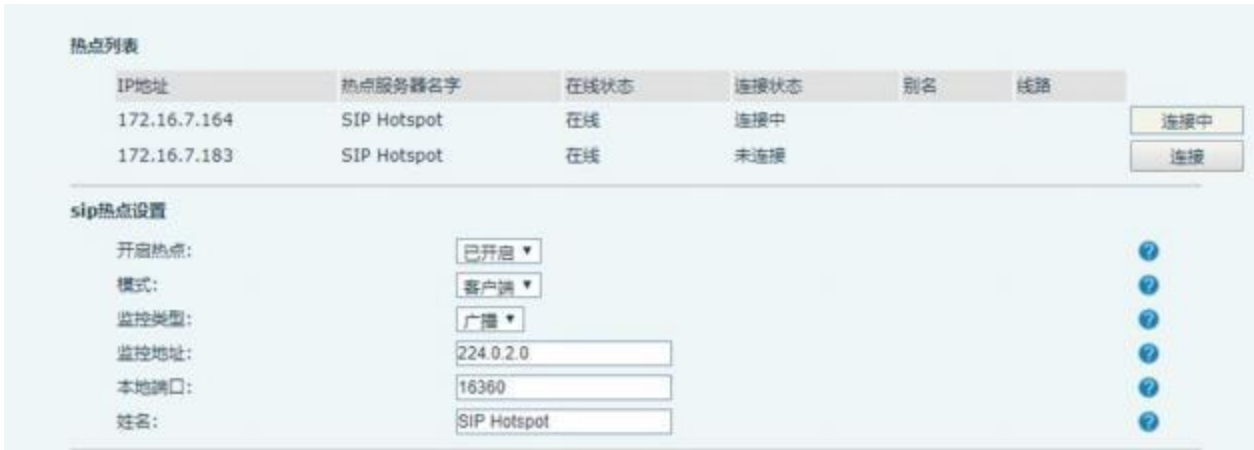 热点列表
IP地址 热点服务器名字 在线状态 连接状态 别名 线路
172.16.7.164 SIP Hotspot 在线 连接中 连接中
172.16.7.183 SIP Hotspot 在线 未连接 连接
sip热点设置
开启热点: 已开启
模式: 客户端
监控类型: 广播
监控地址: 224.0.2.0
本地端口: 16360
姓名: SIP Hotspot